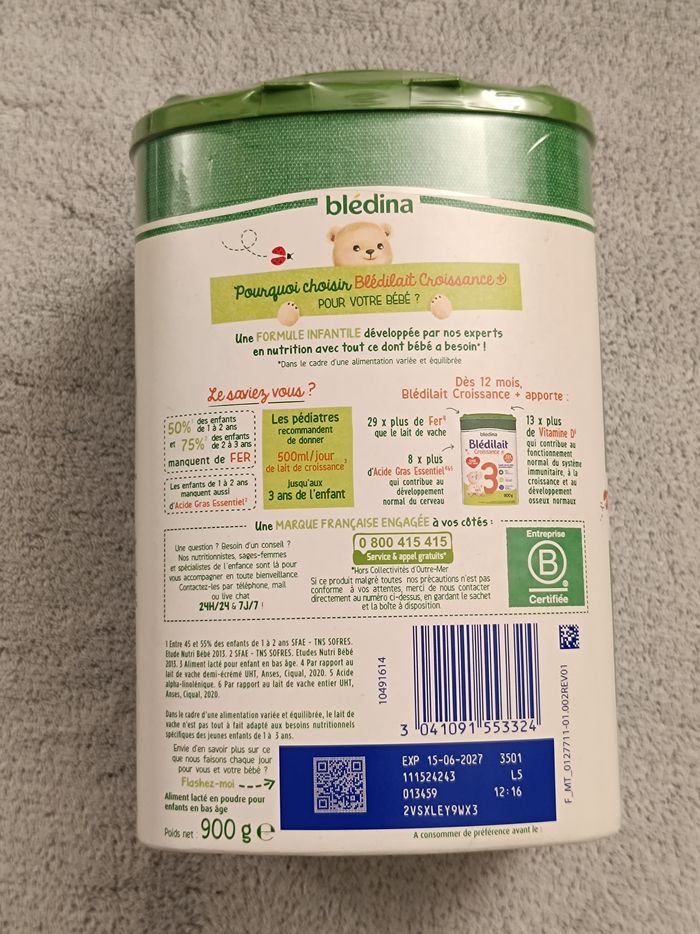 blédina
Pourquoi choisir Blédilait Croissance +
POUR VOTRE BÉBÉ ?
Une FORMULE INFANTILE développée par nos experts
en nutrition avec tout ce dont bébé a besoin* !
*Dans le cadre d'une alimentation variée et équilibrée
Le saviez vous ?
50%¹ des enfants
de 1 à 2 ans
et 75%² des enfants
de 2 à 3 ans
manquent de FER
Les enfants de 1 à 2 ans
manquent aussi
d'Acide Gras Essentiel²
Les pédiatres
recommandent
de donner
500ml/jour
de lait de croissance³
jusqu'aux
3 ans de l'enfant
Dès 12 mois,
Blédilait Croissance + apporte :
29 x plus de Fer⁴
que le lait de vache
8 x plus
d'Acide Gras Essentiel⁴⁵
qui contribue au
développement
normal du cerveau
blédina
Blédilait
Croissance +
3
900g
13 x plus
de Vitamine D⁶
qui contribue au
fonctionnement
normal du système
immunitaire, à la
croissance et au
développement
osseux normaux
Une MARQUE FRANÇAISE ENGAGÉE à vos côtés :
Une question ? Besoin d'un conseil ?
Nos nutritionnistes, sages-femmes
et spécialistes de l'enfance sont là pour
vous accompagner en toute bienveillance.
Contactez-les par téléphone, mail
ou live chat
24H/24 & 7J/7 !
0 800 415 415
Service & appel gratuits*
*Hors Collectivités d'Outre-Mer
Si ce produit malgré toutes nos précautions n'est pas
conforme à vos attentes, merci de nous contacter
directement au numéro ci-dessus, en gardant le sachet
et la boîte à disposition.
Entreprise
B
Certifiée
1 Entre 45 et 55% des enfants de 1 à 2 ans SFAE - TNS SOFRES.
Etude Nutri Bébé 2013. 2 SFAE - TNS SOFRES. Etudes Nutri Bébé
2013. 3 Aliment lacté pour enfant en bas âge. 4 Par rapport au
lait de vache demi-écrémé UHT, Anses, Ciqual, 2020. 5 Acide
alpha-linolénique. 6 Par rapport au lait de vache entier UHT,
Anses, Ciqual, 2020.
Dans le cadre d'une alimentation variée et équilibrée, le lait de
vache n'est pas tout à fait adapté aux besoins nutritionnels
spécifiques des jeunes enfants de 1 à 3 ans.
Envie d'en savoir plus sur ce
que nous faisons chaque jour
pour vous et votre bébé ?
Flashez-moi
Aliment lacté en poudre pour
enfants en bas âge
Poids net : 900 g e
10491614
3 041091 553324
F_MT_0127711-01.002REV01
EXP 15-06-2027 3501
111524243 L5
013459 12:16
2VSXLEY9WX3
A consommer de préférence avant le :